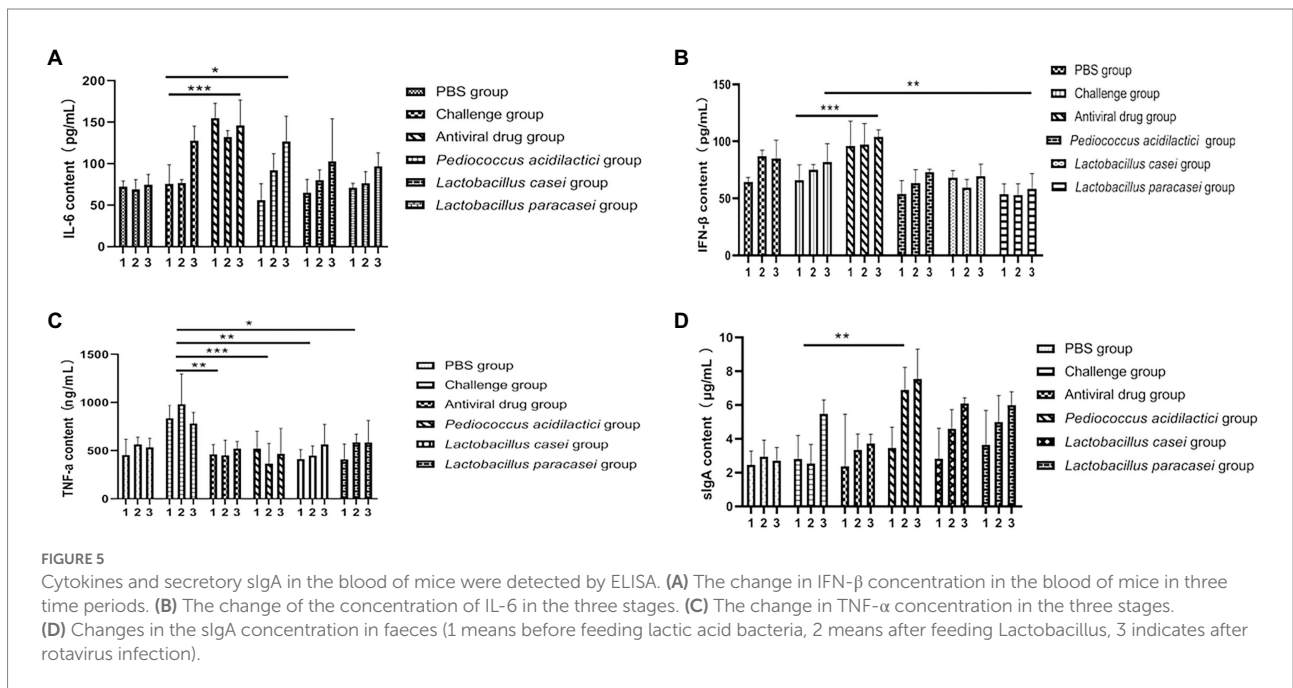 A
IL-6 content (pg/mL)
200
150
100
50
0
*
***
1 2 3 1 2 3 1 2 3 1 2 3 1 2 3 1 2 3
PBS group
Challenge group
Antiviral drug group
Pediococcus acidilactici group
Lactobacillus casei group
Lactobacillus paracasei group
B
IFN-β content (pg/mL)
150
100
50
0
**
***
1 2 3 1 2 3 1 2 3 1 2 3 1 2 3 1 2 3
PBS group
Challenge group
Antiviral drug group
Pediococcus acidilactici group
Lactobacillus casei group
Lactobacillus paracasei group
C
TNF-a content (ng/mL)
1500
1000
500
0
*
**
***
**
1 2 3 1 2 3 1 2 3 1 2 3 1 2 3 1 2 3
PBS group
Challenge group
Antiviral drug group
Pediococcus acidilactici group
Lactobacillus casei group
Lactobacillus paracasei group
D
sIgA content (μg/mL)
10
8
6
4
2
0
**
1 2 3 1 2 3 1 2 3 1 2 3 1 2 3 1 2 3
PBS group
Challenge group
Antiviral drug group
Pediococcus acidilactici group
Lactobacillus casei group
Lactobacillus paracasei group
FIGURE 5
Cytokines and secretory sIgA in the blood of mice were detected by ELISA. (A) The change in IFN-β concentration in the blood of mice in three
time periods. (B) The change of the concentration of IL-6 in the three stages. (C) The change in TNF-α concentration in the three stages.
(D) Changes in the sIgA concentration in faeces (1 means before feeding lactic acid bacteria, 2 means after feeding Lactobacillus, 3 indicates after
rotavirus infection).